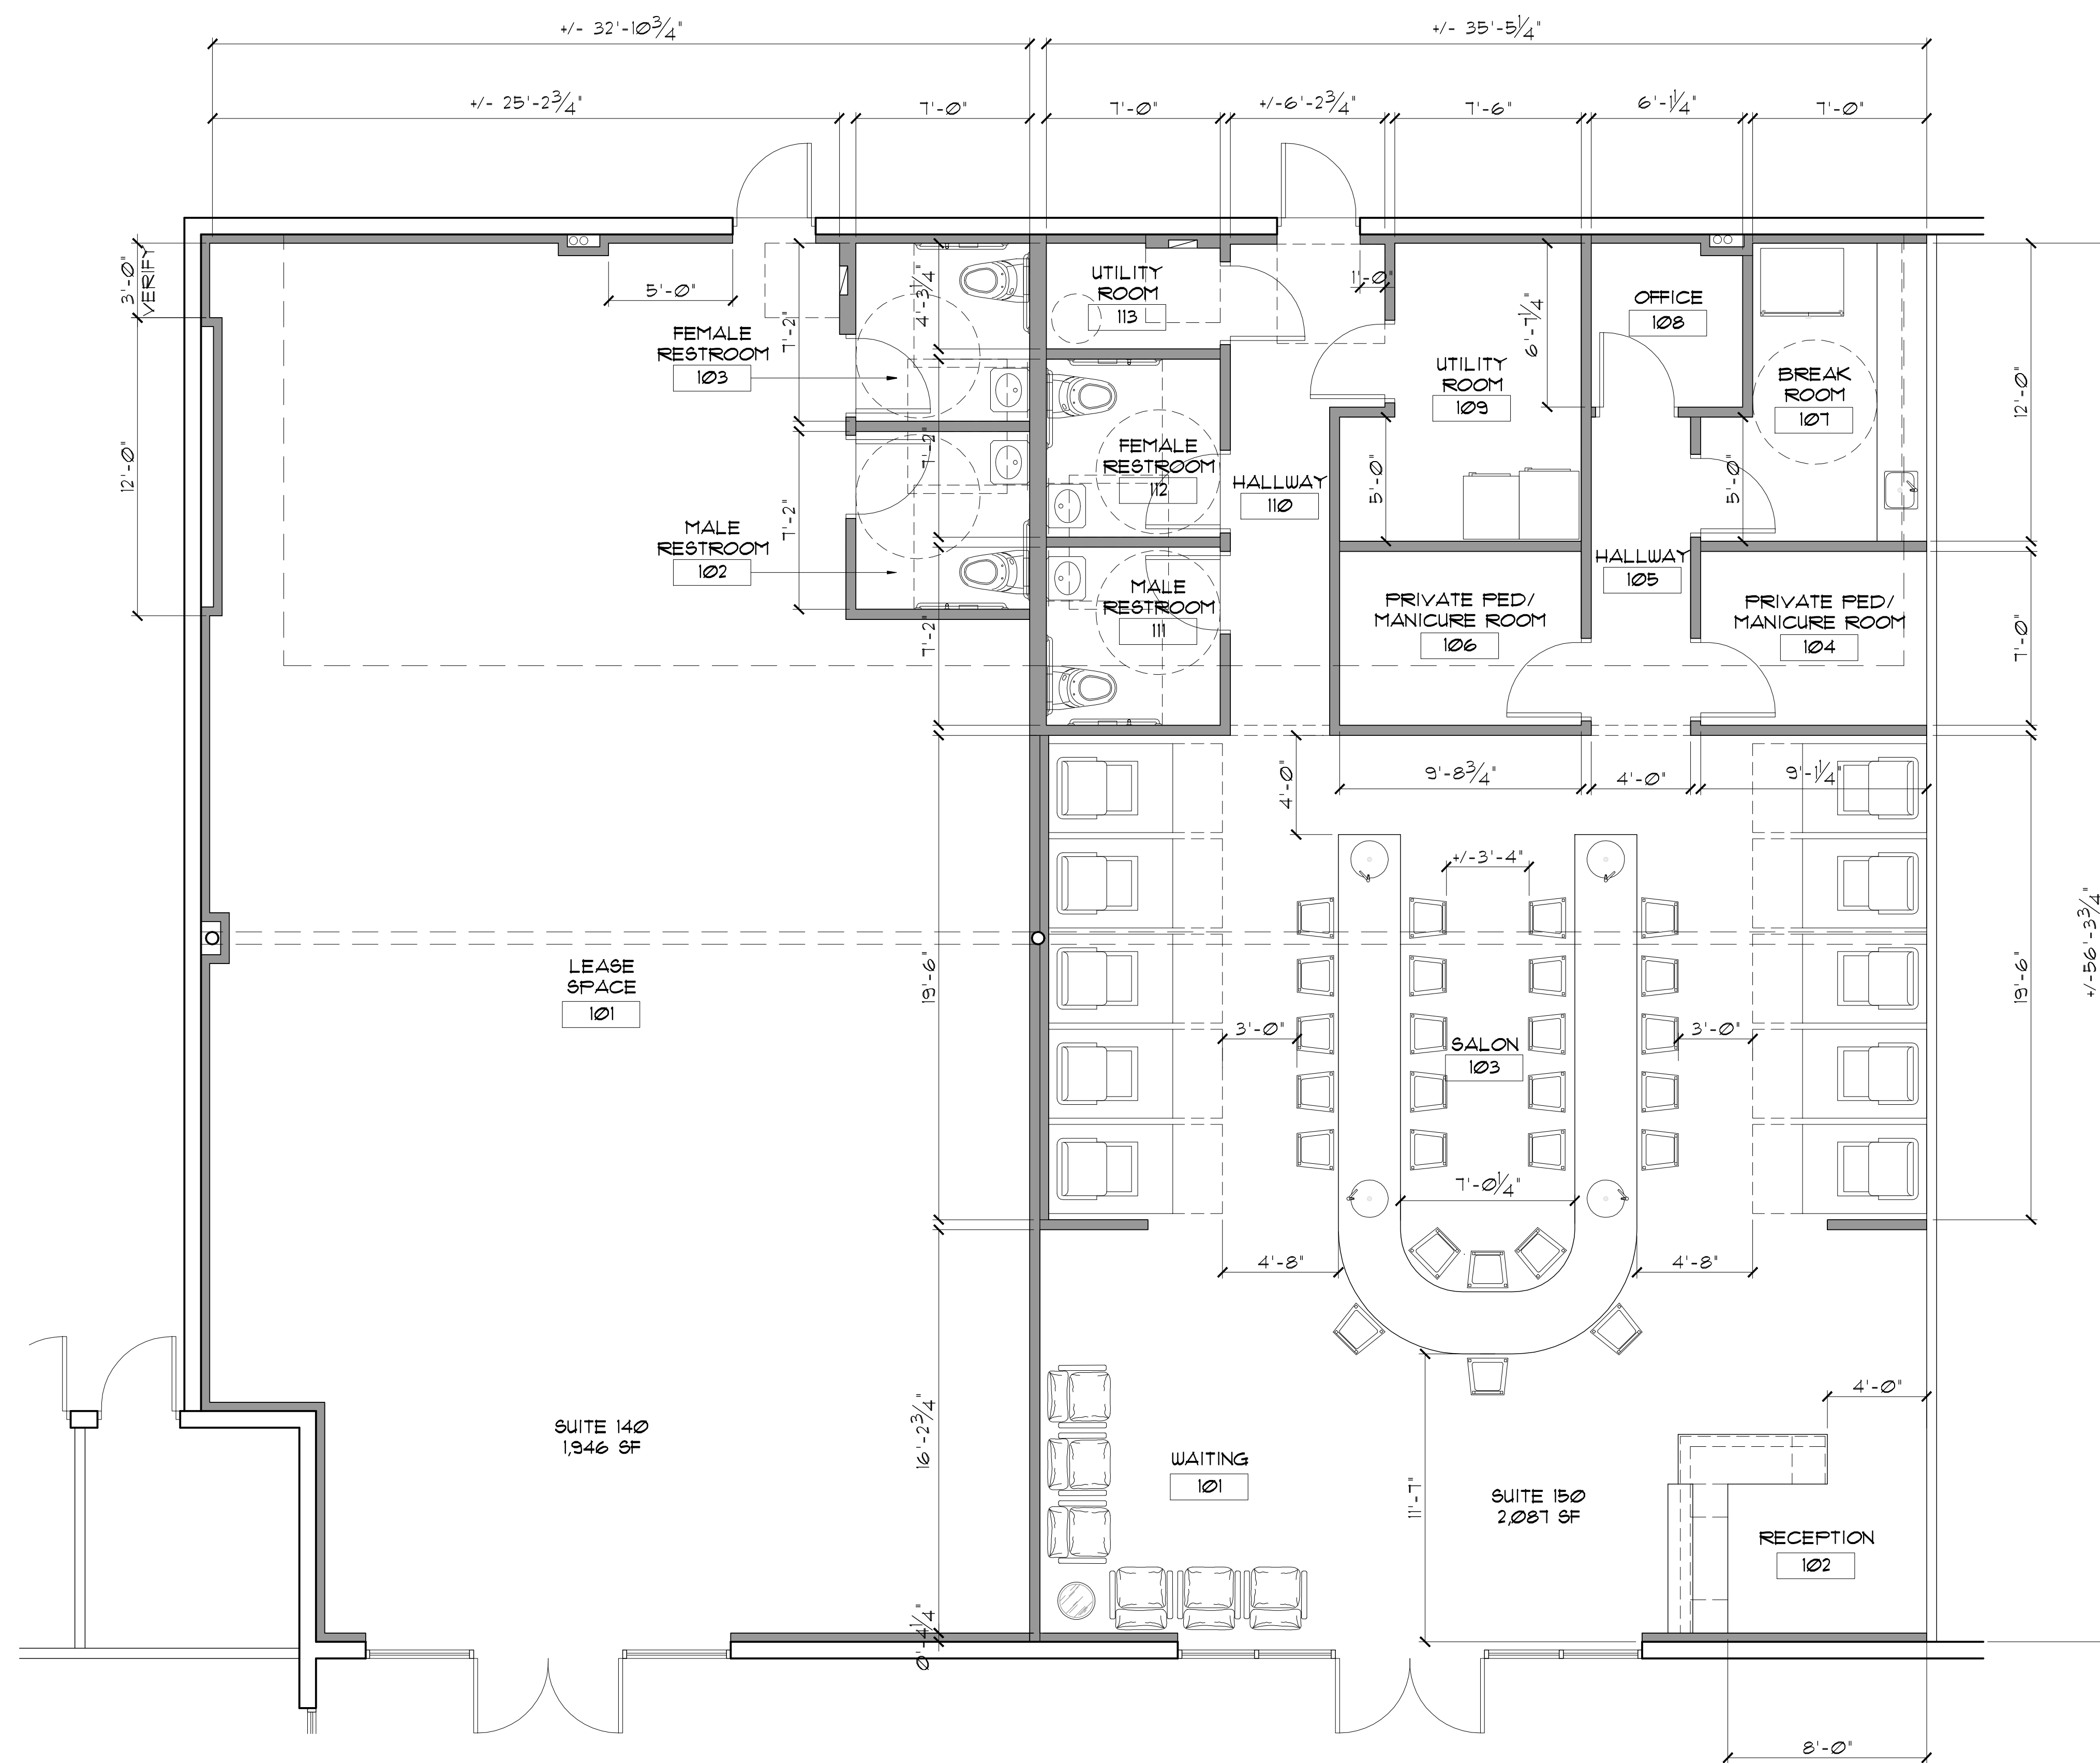 +/- 32'-10 3/4"
+/- 35'-5 1/4"
+/- 25'-2 3/4"
7'-0"
7'-0"
+/-6'-2 3/4"
7'-6"
6'-1 1/4"
7'-0"
3'-0"
VERIFY
12'-0"
5'-0"
FEMALE
RESTROOM
103
7'-2"
MALE
RESTROOM
102
7'-2"
4'-3 1/4"
7'-2"
7'-2"
UTILITY
ROOM
113
FEMALE
RESTROOM
112
MALE
RESTROOM
111
HALLWAY
110
1'-0"
5'-0"
UTILITY
ROOM
109
6'-7 1/4"
OFFICE
108
BREAK
ROOM
107
5'-0"
HALLWAY
105
PRIVATE PED/
MANICURE ROOM
106
PRIVATE PED/
MANICURE ROOM
104
12'-0"
7'-0"
4'-0"
9'-8 3/4"
4'-0"
9'-1 1/4"
+/-3'-4"
LEASE
SPACE
101
19'-6"
3'-0"
SALON
103
3'-0"
19'-6"
+/-56'-3 3/4"
7'-0 1/4"
4'-8"
4'-8"
SUITE 140
1,946 SF
16'-2 3/4"
0'-4 1/4"
WAITING
101
11'-7"
SUITE 150
2,087 SF
4'-0"
RECEPTION
102
8'-0"